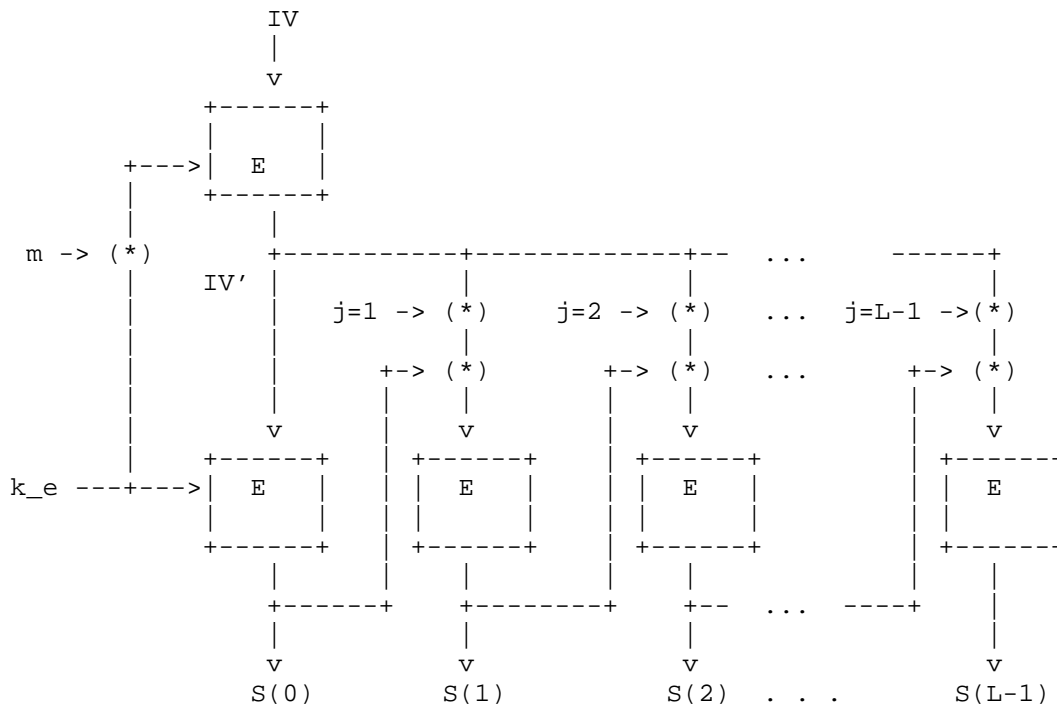 IV
|
v
+------+
| |
+--->| E |
| +------+
| |
m -> (*) +-----------+-----------+-- ... ------+
| IV' | | | |
| | j=1 -> (*) j=2 -> (*) ... j=L-1 ->(*)
| | | | |
| | +-> (*) +-> (*) ... +-> (*)
| | | | | | | |
| v | v | v | v
| +------+ | +------+ | +------+ | +------+
k_e ---+--->| E | | | E | | | E | | | E
| | | | | | | | | |
+------+ | +------+ | +------+ | +------+
| | | | | | |
+------+ +--------+ +-- ... ----+ |
| | | |
v v v v
S(0) S(1) S(2) . . . S(L-1)